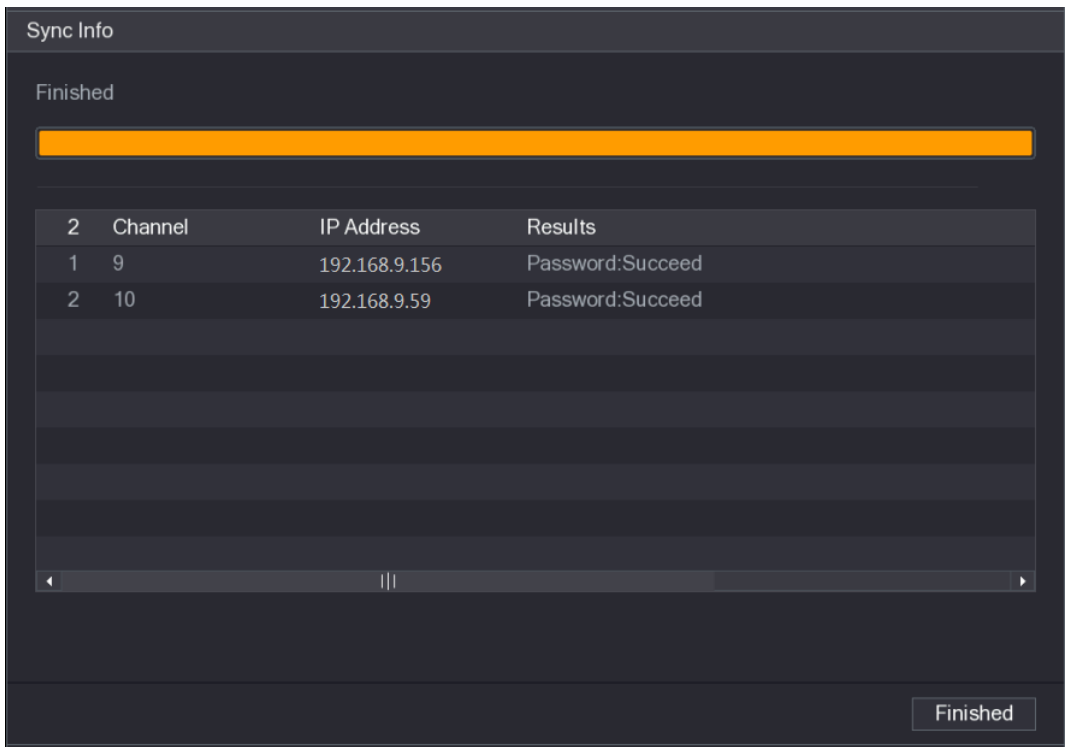 Sync Info
Finished
2 Channel IP Address Results
1 9 192.168.9.156 Password:Succeed
2 10 192.168.9.59 Password:Succeed
Finished